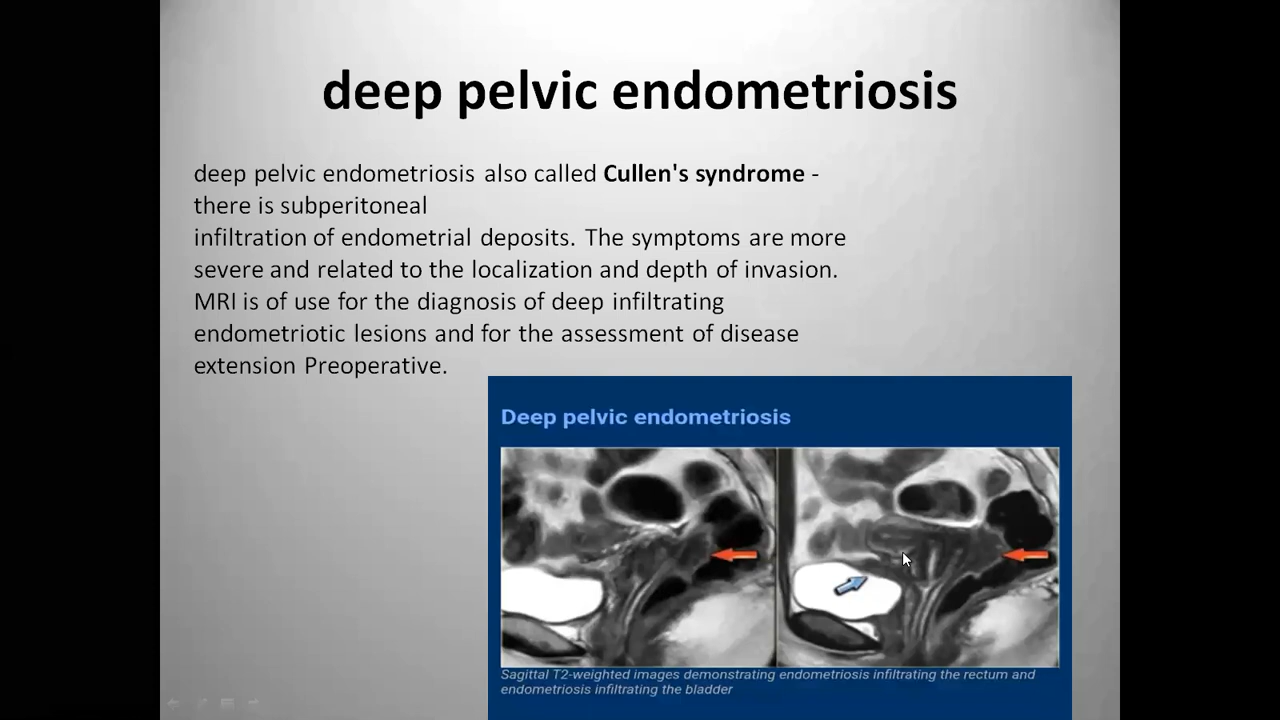 deep pelvic endometriosis
deep pelvic endometriosis also called Cullen's syndrome -
there is subperitoneal
infiltration of endometrial deposits. The symptoms are more
severe and related to the localization and depth of invasion.
MRI is of use for the diagnosis of deep infiltrating
endometriotic lesions and for the assessment of disease
extension Preoperative.
Deep pelvic endometriosis
Sagittal T2-weighted images demonstrating endometriosis infiltrating the rectum and
endometriosis infiltrating the bladder